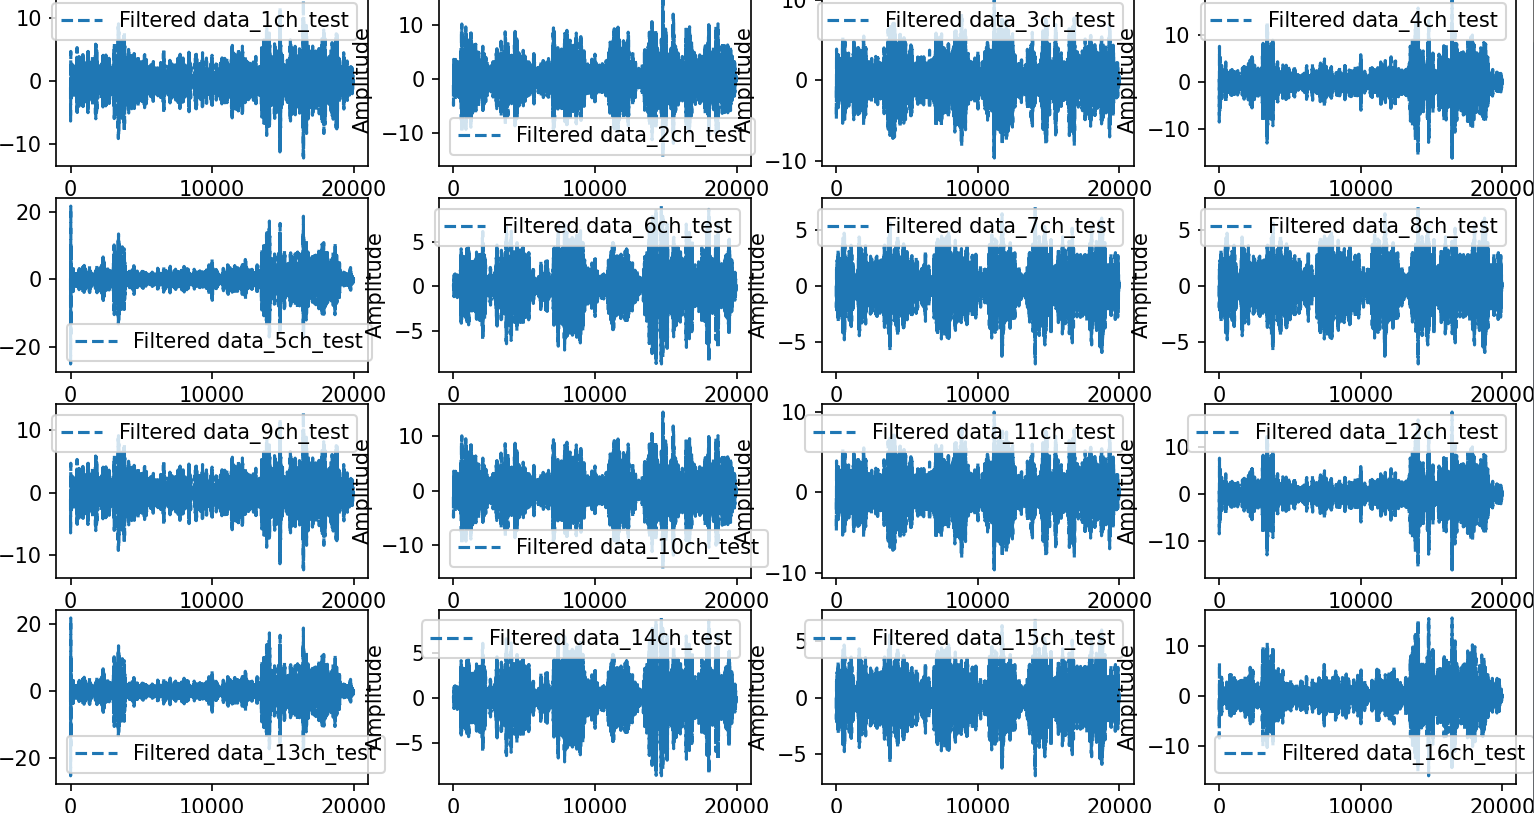 10
Filtered data_1ch_test
0
−10
0 10000 20000
10
Filtered data_2ch_test
0
−10
Amplitude
0 10000 20000
10
Filtered data_3ch_test
0
−10
Amplitude
0 10000 20000
10
Filtered data_4ch_test
0
−10
Amplitude
0 10000 20000
20
0
−20
Filtered data_5ch_test
0 10000 20000
5
Filtered data_6ch_test
0
−5
Amplitude
0 10000 20000
5
Filtered data_7ch_test
0
−5
Amplitude
0 10000 20000
5
Filtered data_8ch_test
0
−5
Amplitude
0 10000 20000
10
Filtered data_9ch_test
0
−10
0 10000 20000
10
0
−10
Filtered data_10ch_test
Amplitude
0 10000 20000
10
Filtered data_11ch_test
0
−10
Amplitude
0 10000 20000
10
Filtered data_12ch_test
0
−10
Amplitude
0 10000 20000
20
0
−20
Filtered data_13ch_test
0 10000 20000
5
Filtered data_14ch_test
0
−5
Amplitude
0 10000 20000
5
Filtered data_15ch_test
0
−5
Amplitude
0 10000 20000
10
0
−10
Filtered data_16ch_test
Amplitude
0 10000 20000